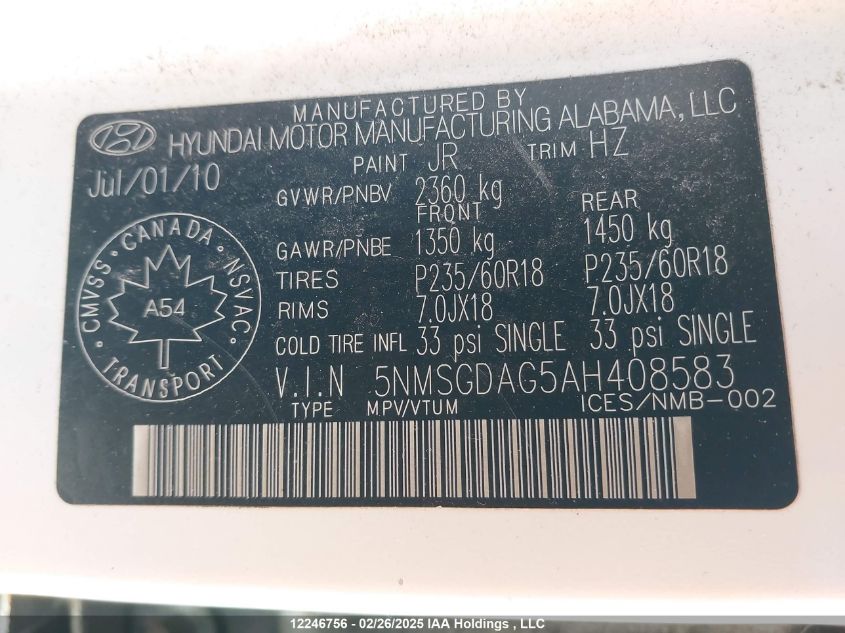 MANUFACTURED BY
HYUNDAI MOTOR MANUFACTURING ALABAMA, LLC
Jul/01/10 PAINT JR TRIM HZ
GVWR/PNBV 2360 kg
FRONT REAR
GAWR/PNBE 1350 kg 1450 kg
TIRES P235/60R18 P235/60R18
RIMS 7.0JX18 7.0JX18
COLD TIRE INFL 33 psi SINGLE 33 psi SINGLE
V.I.N 5NMSGDAG5AH408583
TYPE MPV/VTUM ICES/NMB-002
CMVSS CANADA NSVAC
A54
TRANSPORT
12246756 - 02/26/2025 IAA Holdings , LLC